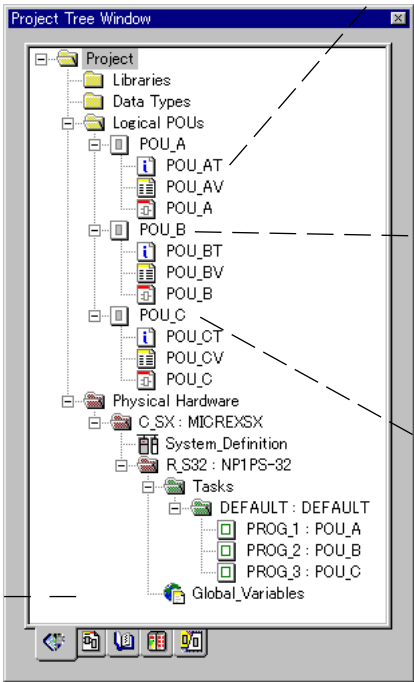 Project Tree Window
Project
Libraries
Data Types
Logical POUs
POU_A
POU_AT
POU_AV
POU_A
POU_B
POU_BT
POU_BV
POU_B
POU_C
POU_CT
POU_CV
POU_C
Physical Hardware
C_SX : MICREXSX
System_Definition
R_S32 : NP1PS-32
Tasks
DEFAULT : DEFAULT
PROG_1 : POU_A
PROG_2 : POU_B
PROG_3 : POU_C
Global_Variables